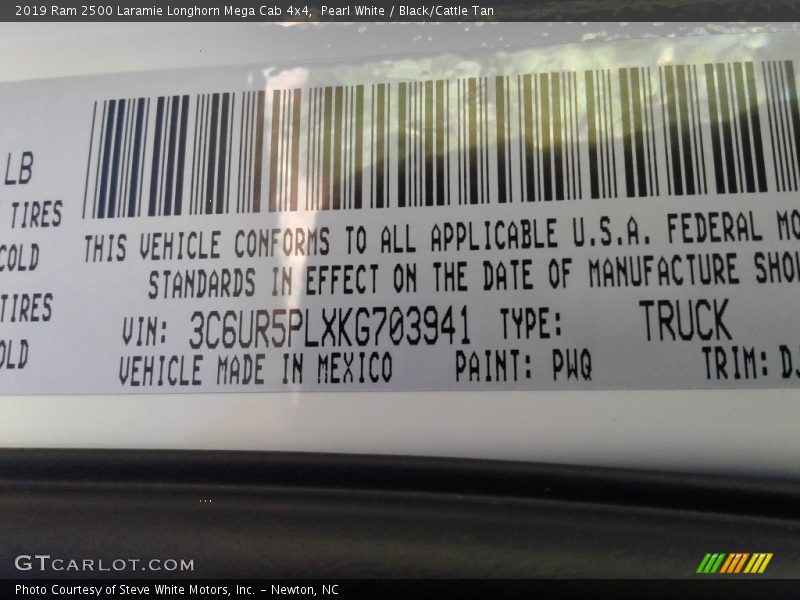 2019 Ram 2500 Laramie Longhorn Mega Cab 4x4, Pearl White / Black/Cattle Tan
LB
TIRES
COLD
TIRES
OLD
THIS VEHICLE CONFORMS TO ALL APPLICABLE U.S.A. FEDERAL MO
STANDARDS IN EFFECT ON THE DATE OF MANUFACTURE SHO
VIN: 3C6UR5PLXKG703941 TYPE: TRUCK
VEHICLE MADE IN MEXICO PAINT: PWQ TRIM: DJ
GTCARLOT.COM
Photo Courtesy of Steve White Motors, Inc. – Newton, NC